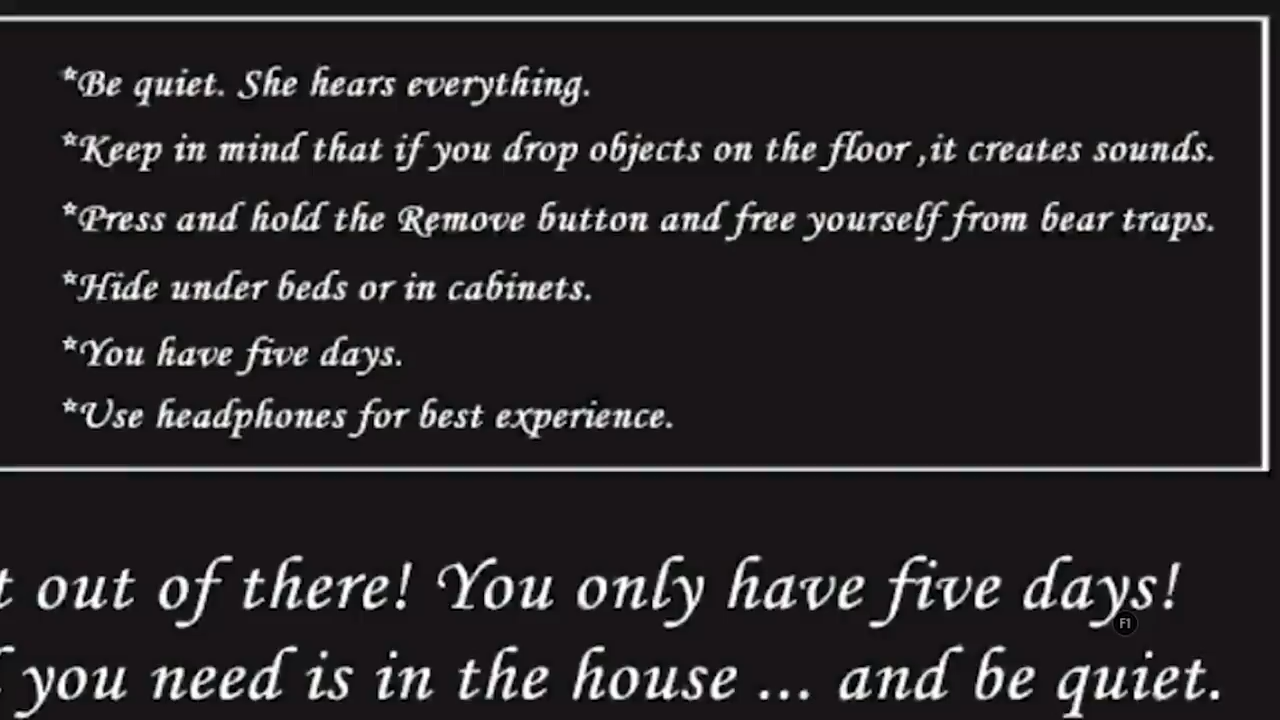 *Be quiet. She hears everything.
*Keep in mind that if you drop objects on the floor ,it creates sounds.
*Press and hold the Remove button and free yourself from bear traps.
*Hide under beds or in cabinets.
*You have five days.
*Use headphones for best experience.
out of there! You only have five days!
F1
you need is in the house ... and be quiet.